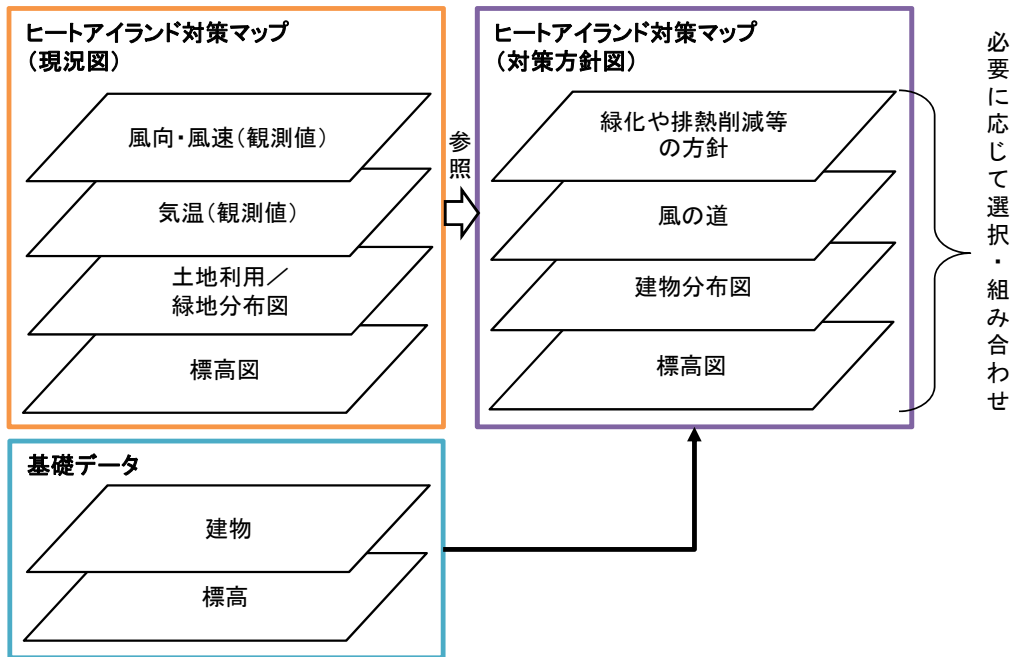 ヒートアイランド対策マップ
（現況図）
風向・風速（観測値）
気温（観測値）
土地利用／
緑地分布図
標高図
参照
ヒートアイランド対策マップ
（対策方針図）
緑化や排熱削減等
の方針
風の道
建物分布図
標高図
必要に応じて選択・組み合わせ
基礎データ
建物
標高